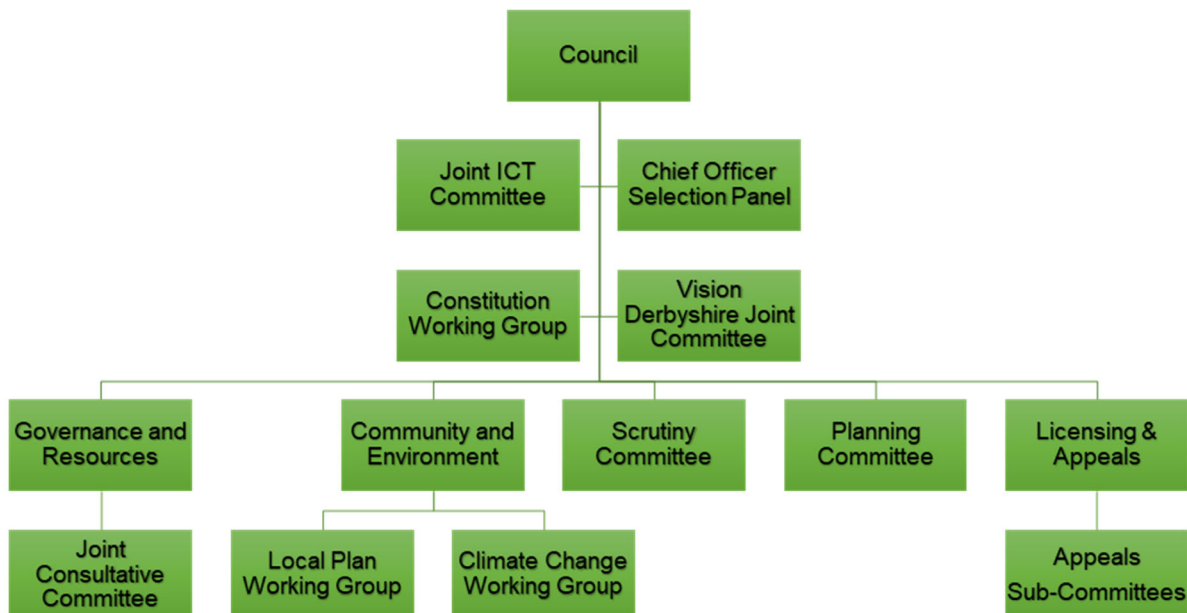 Council
Joint ICT
Committee
Chief Officer
Selection Panel
Constitution
Working Group
Vision
Derbyshire Joint
Committee
Governance and
Resources
Community and
Environment
Scrutiny
Committee
Planning
Committee
Licensing &
Appeals
Joint
Consultative
Committee
Local Plan
Working Group
Climate Change
Working Group
Appeals
Sub-Committees